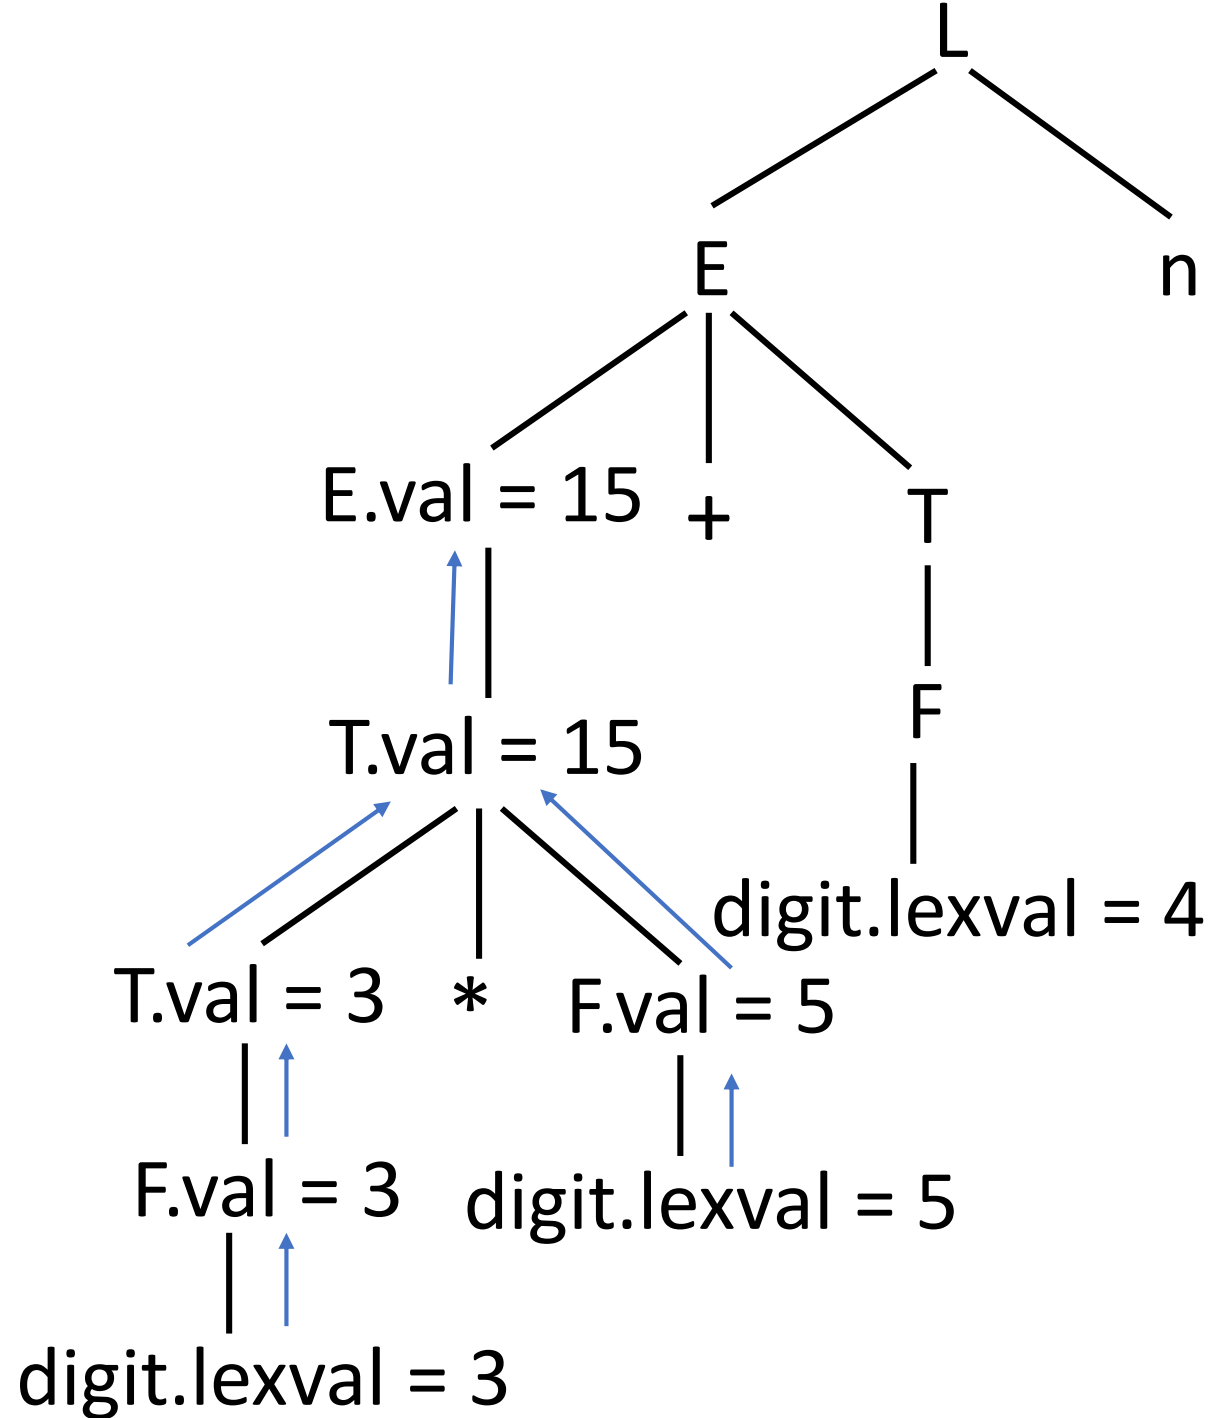 L
E n
E.val = 15 + T
F
T.val = 15
digit.lexval = 4
T.val = 3 * F.val = 5
F.val = 3 digit.lexval = 5
digit.lexval = 3